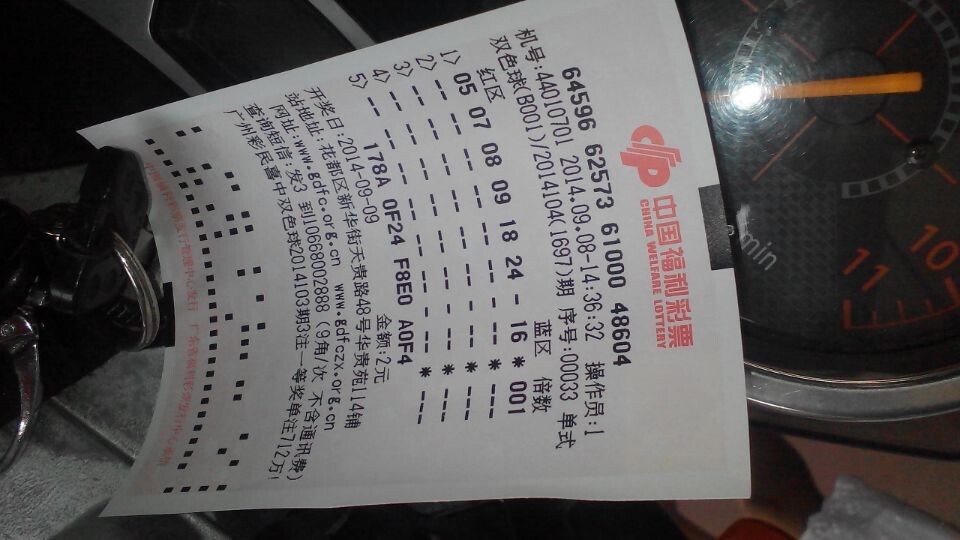 中国福利彩票
CHINA WELFARE LOTTERY
64596 62573 61000 48604
机号:44010701 2014.09.08-14:36:32 操作员:1
双色球(B001)/2014104(1697)期 序号:00033 单式
红区 蓝区 倍数
1> 05 07 08 09 18 24 - 16 * 001
2> -- -- -- -- -- -- - -- * ---
3> -- -- -- -- -- -- - -- * ---
4> -- -- -- -- -- -- - -- * ---
5> -- -- -- -- -- -- - -- * ---
178A 0F24 F8E0 A0F4
开奖日:2014-09-09 金额:2元
站地址:花都区新华街天贵路48号华贵苑114铺
网址:www.gdfc.org.cn www.gdfczx.org.cn
查询短信:发3 到10668002888 (3角/次 不含通讯费)
广州彩民喜中双色球2014103期3注一等奖单注712万!
min
10
11